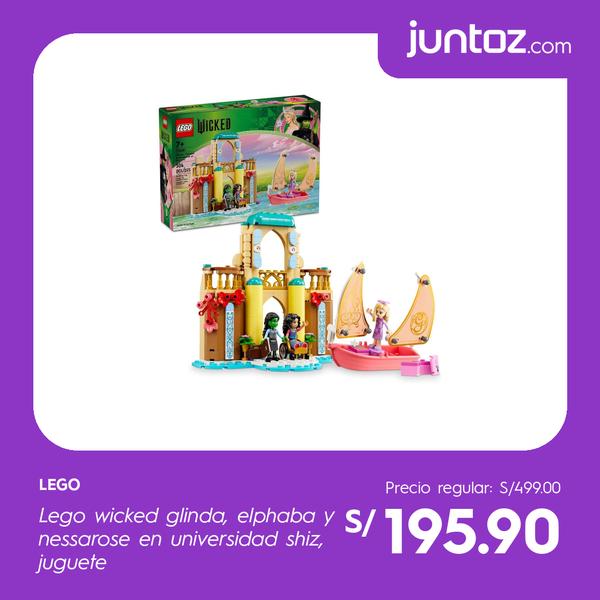 juntoz.com
LEGO WICKED
7+
LEGO
Precio regular: S/499.00
Lego wicked glinda, elphaba y
nessarose en universidad shiz,
juguete
S/195.90